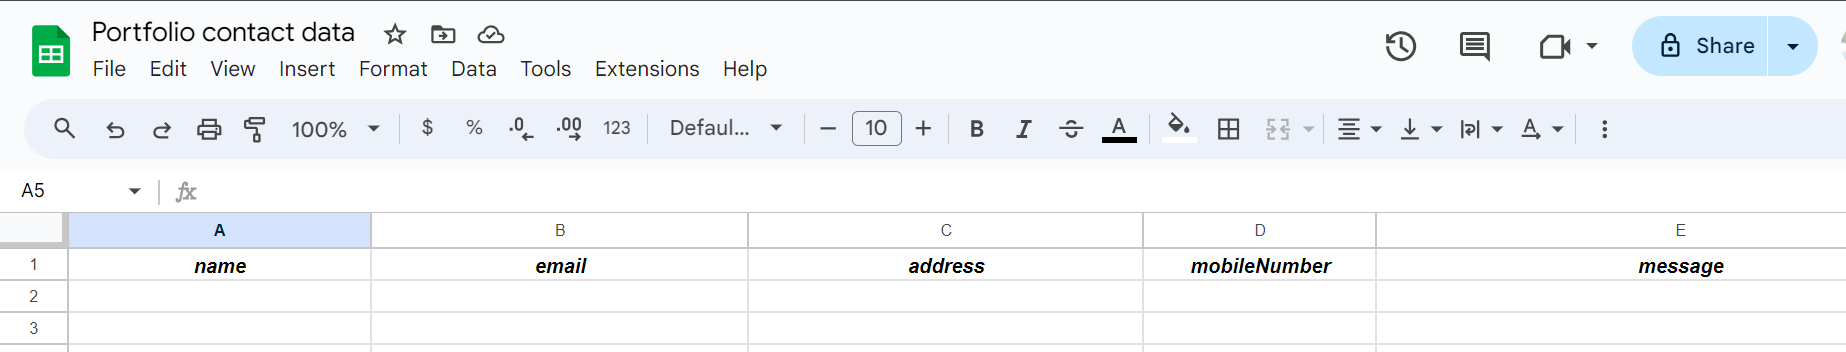 Portfolio contact data
File Edit View Insert Format Data Tools Extensions Help
Share
100% $ % .0 .00 123 Defaul... 10 B I S A A
A5 fx
A B C D E
1 name email address mobileNumber message
2
3